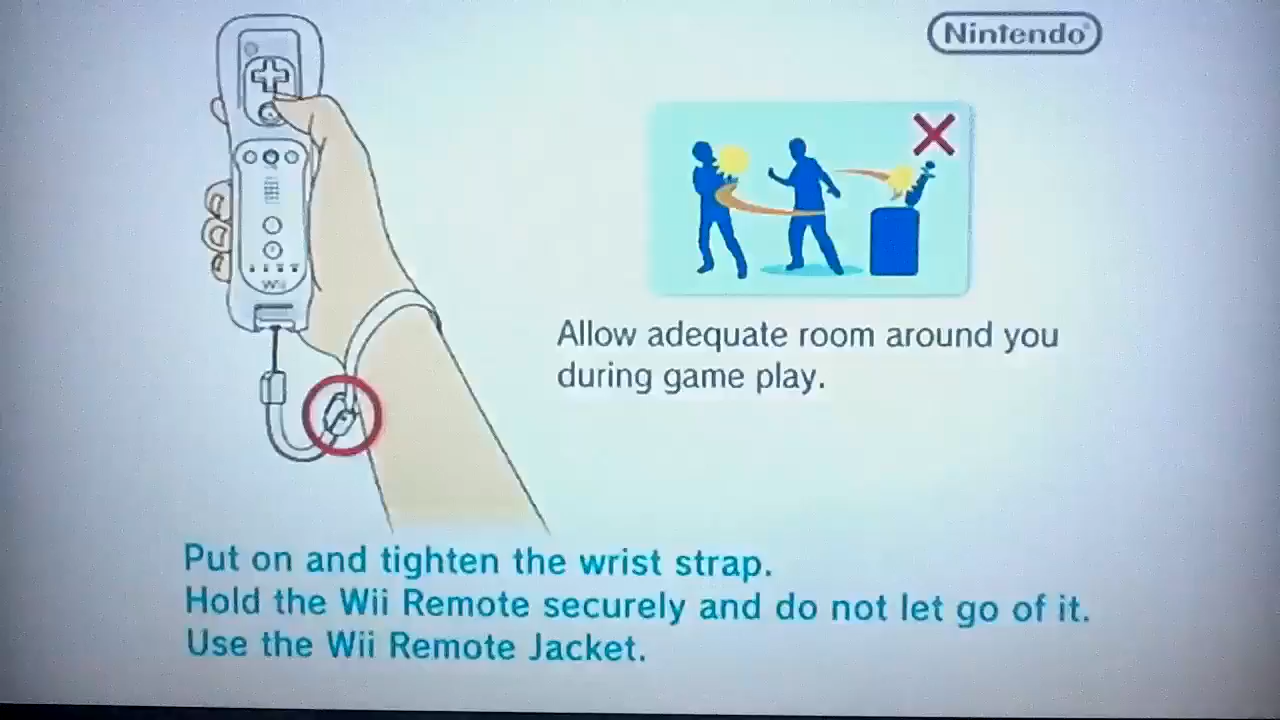 Nintendo
Wii
Allow adequate room around you
during game play.
Put on and tighten the wrist strap.
Hold the Wii Remote securely and do not let go of it.
Use the Wii Remote Jacket.